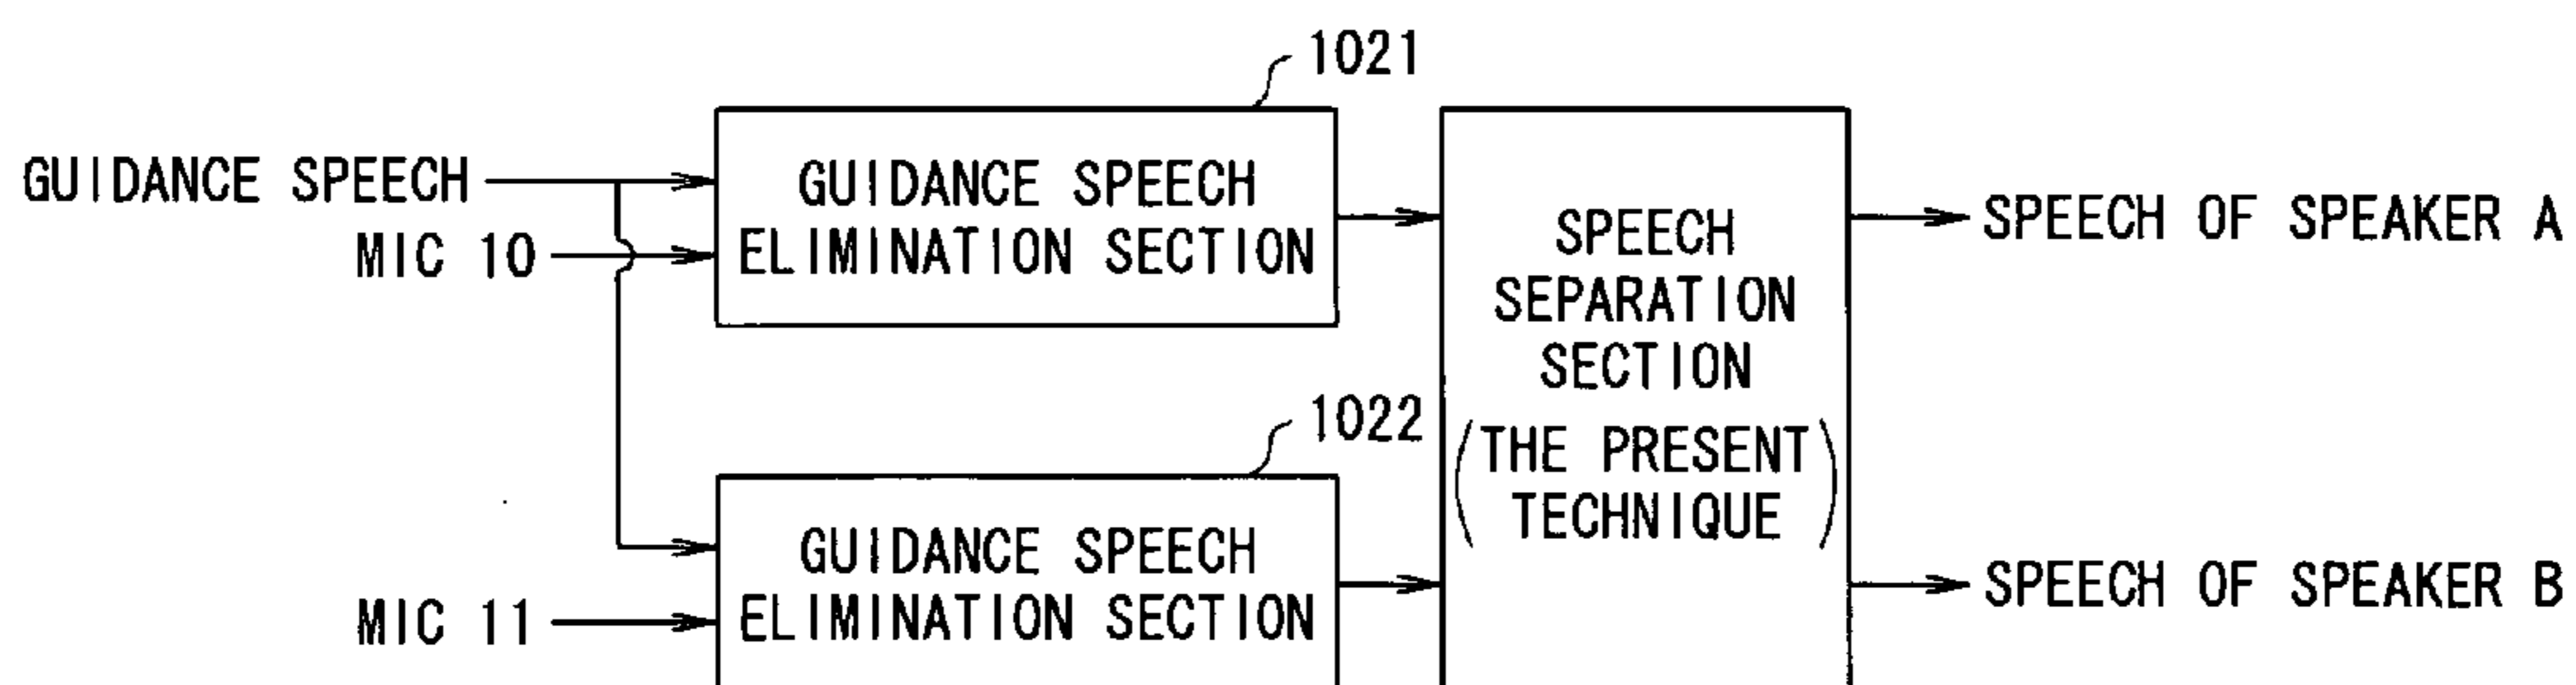 1021
GUIDANCE SPEECH
MIC 10
GUIDANCE SPEECH
ELIMINATION SECTION
1022
MIC 11
GUIDANCE SPEECH
ELIMINATION SECTION
SPEECH
SEPARATION
SECTION
(THE PRESENT
TECHNIQUE)
SPEECH OF SPEAKER A
SPEECH OF SPEAKER B